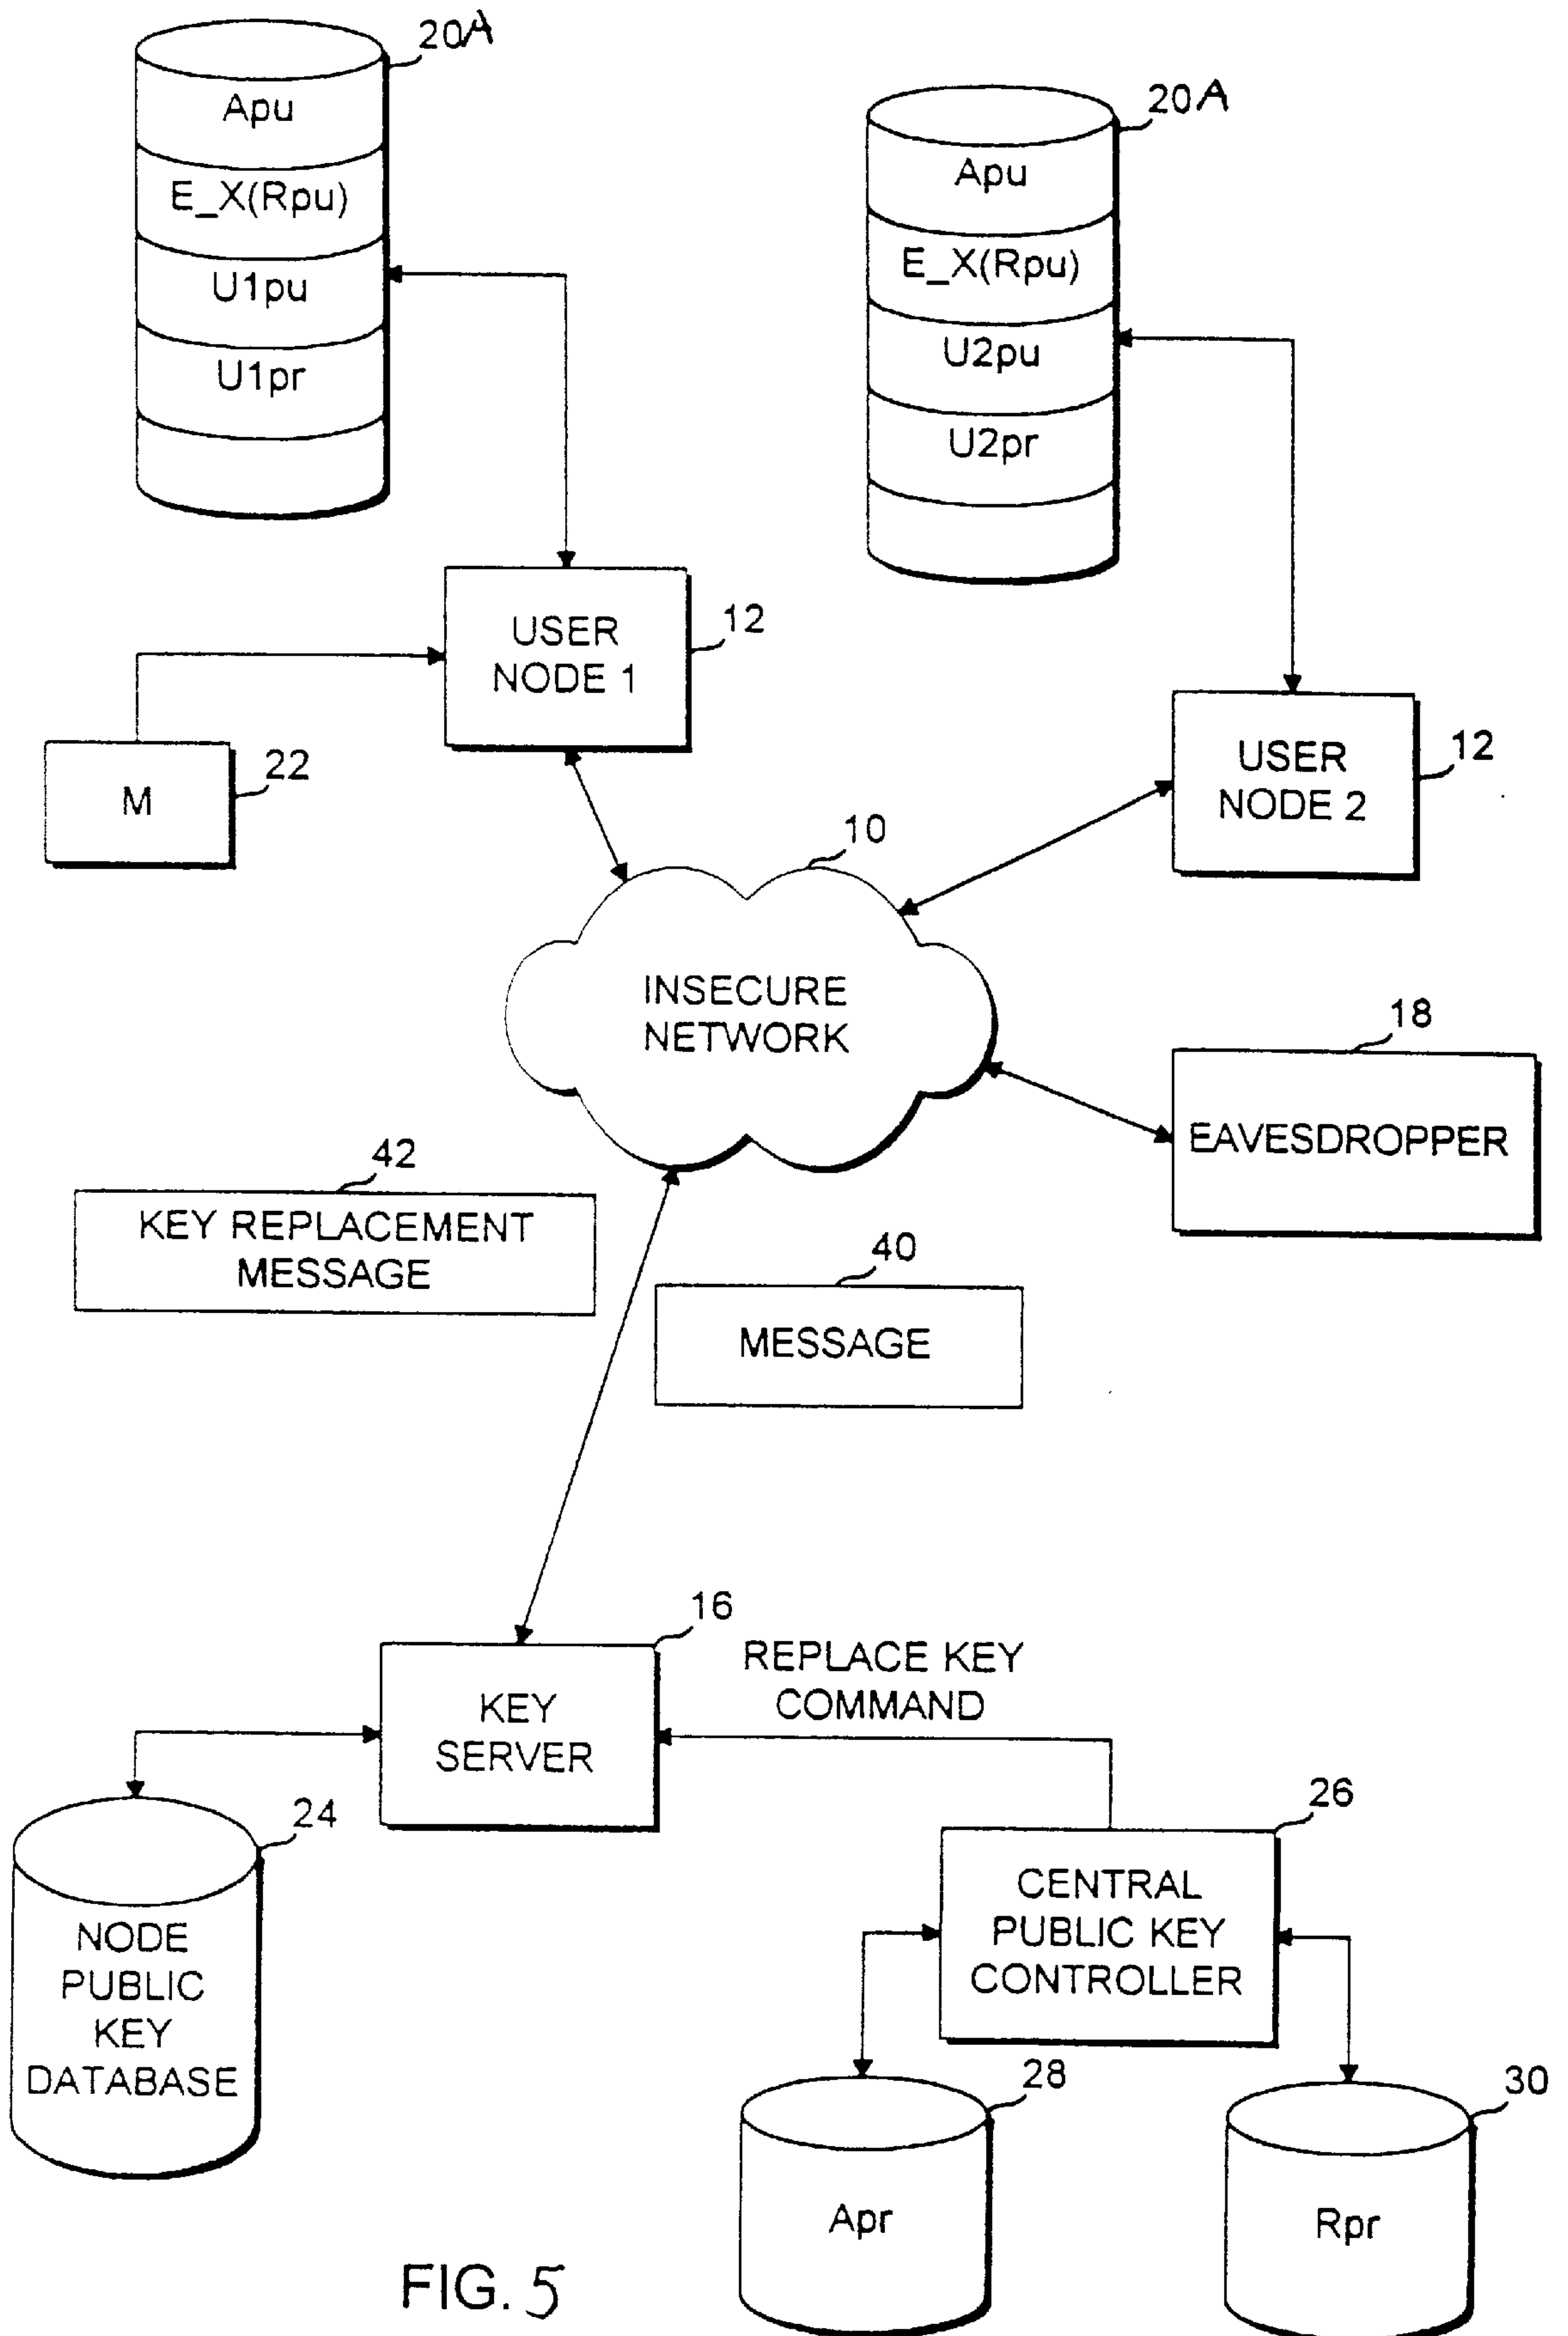 20A
Apu
E_X(Rpu)
U1pu
U1pr
20A
Apu
E_X(Rpu)
U2pu
U2pr
USER
NODE 1
12
M
22
USER
NODE 2
12
10
INSECURE
NETWORK
18
EAVESDROPPER
42
KEY REPLACEMENT
MESSAGE
40
MESSAGE
16
KEY
SERVER
REPLACE KEY
COMMAND
24
NODE
PUBLIC
KEY
DATABASE
26
CENTRAL
PUBLIC KEY
CONTROLLER
28
Apr
30
Rpr
FIG. 5